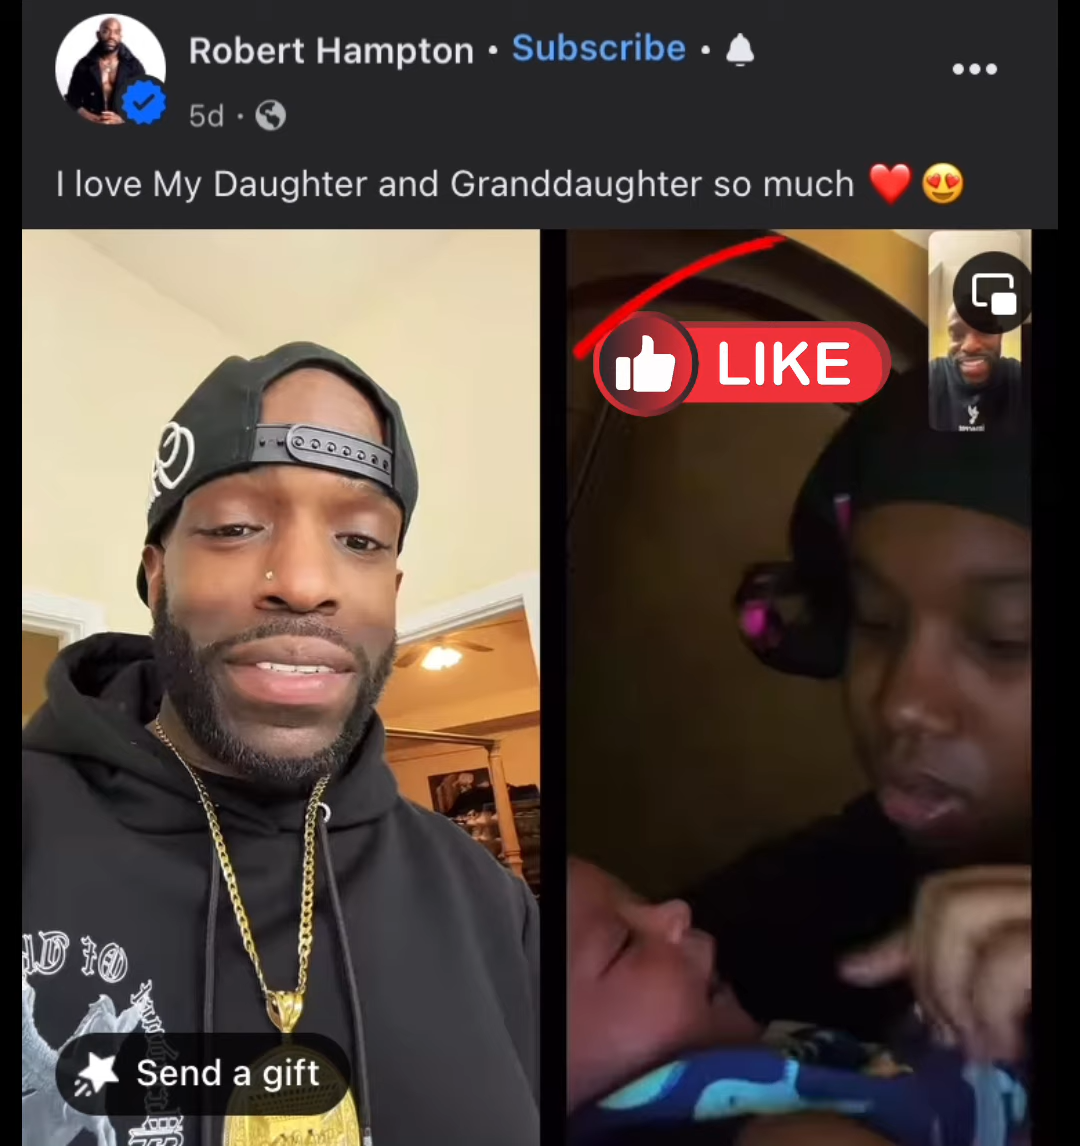 Robert Hampton • Subscribe •
5d •
I love My Daughter and Granddaughter so much ❤️😍
LIKE
Send a gift